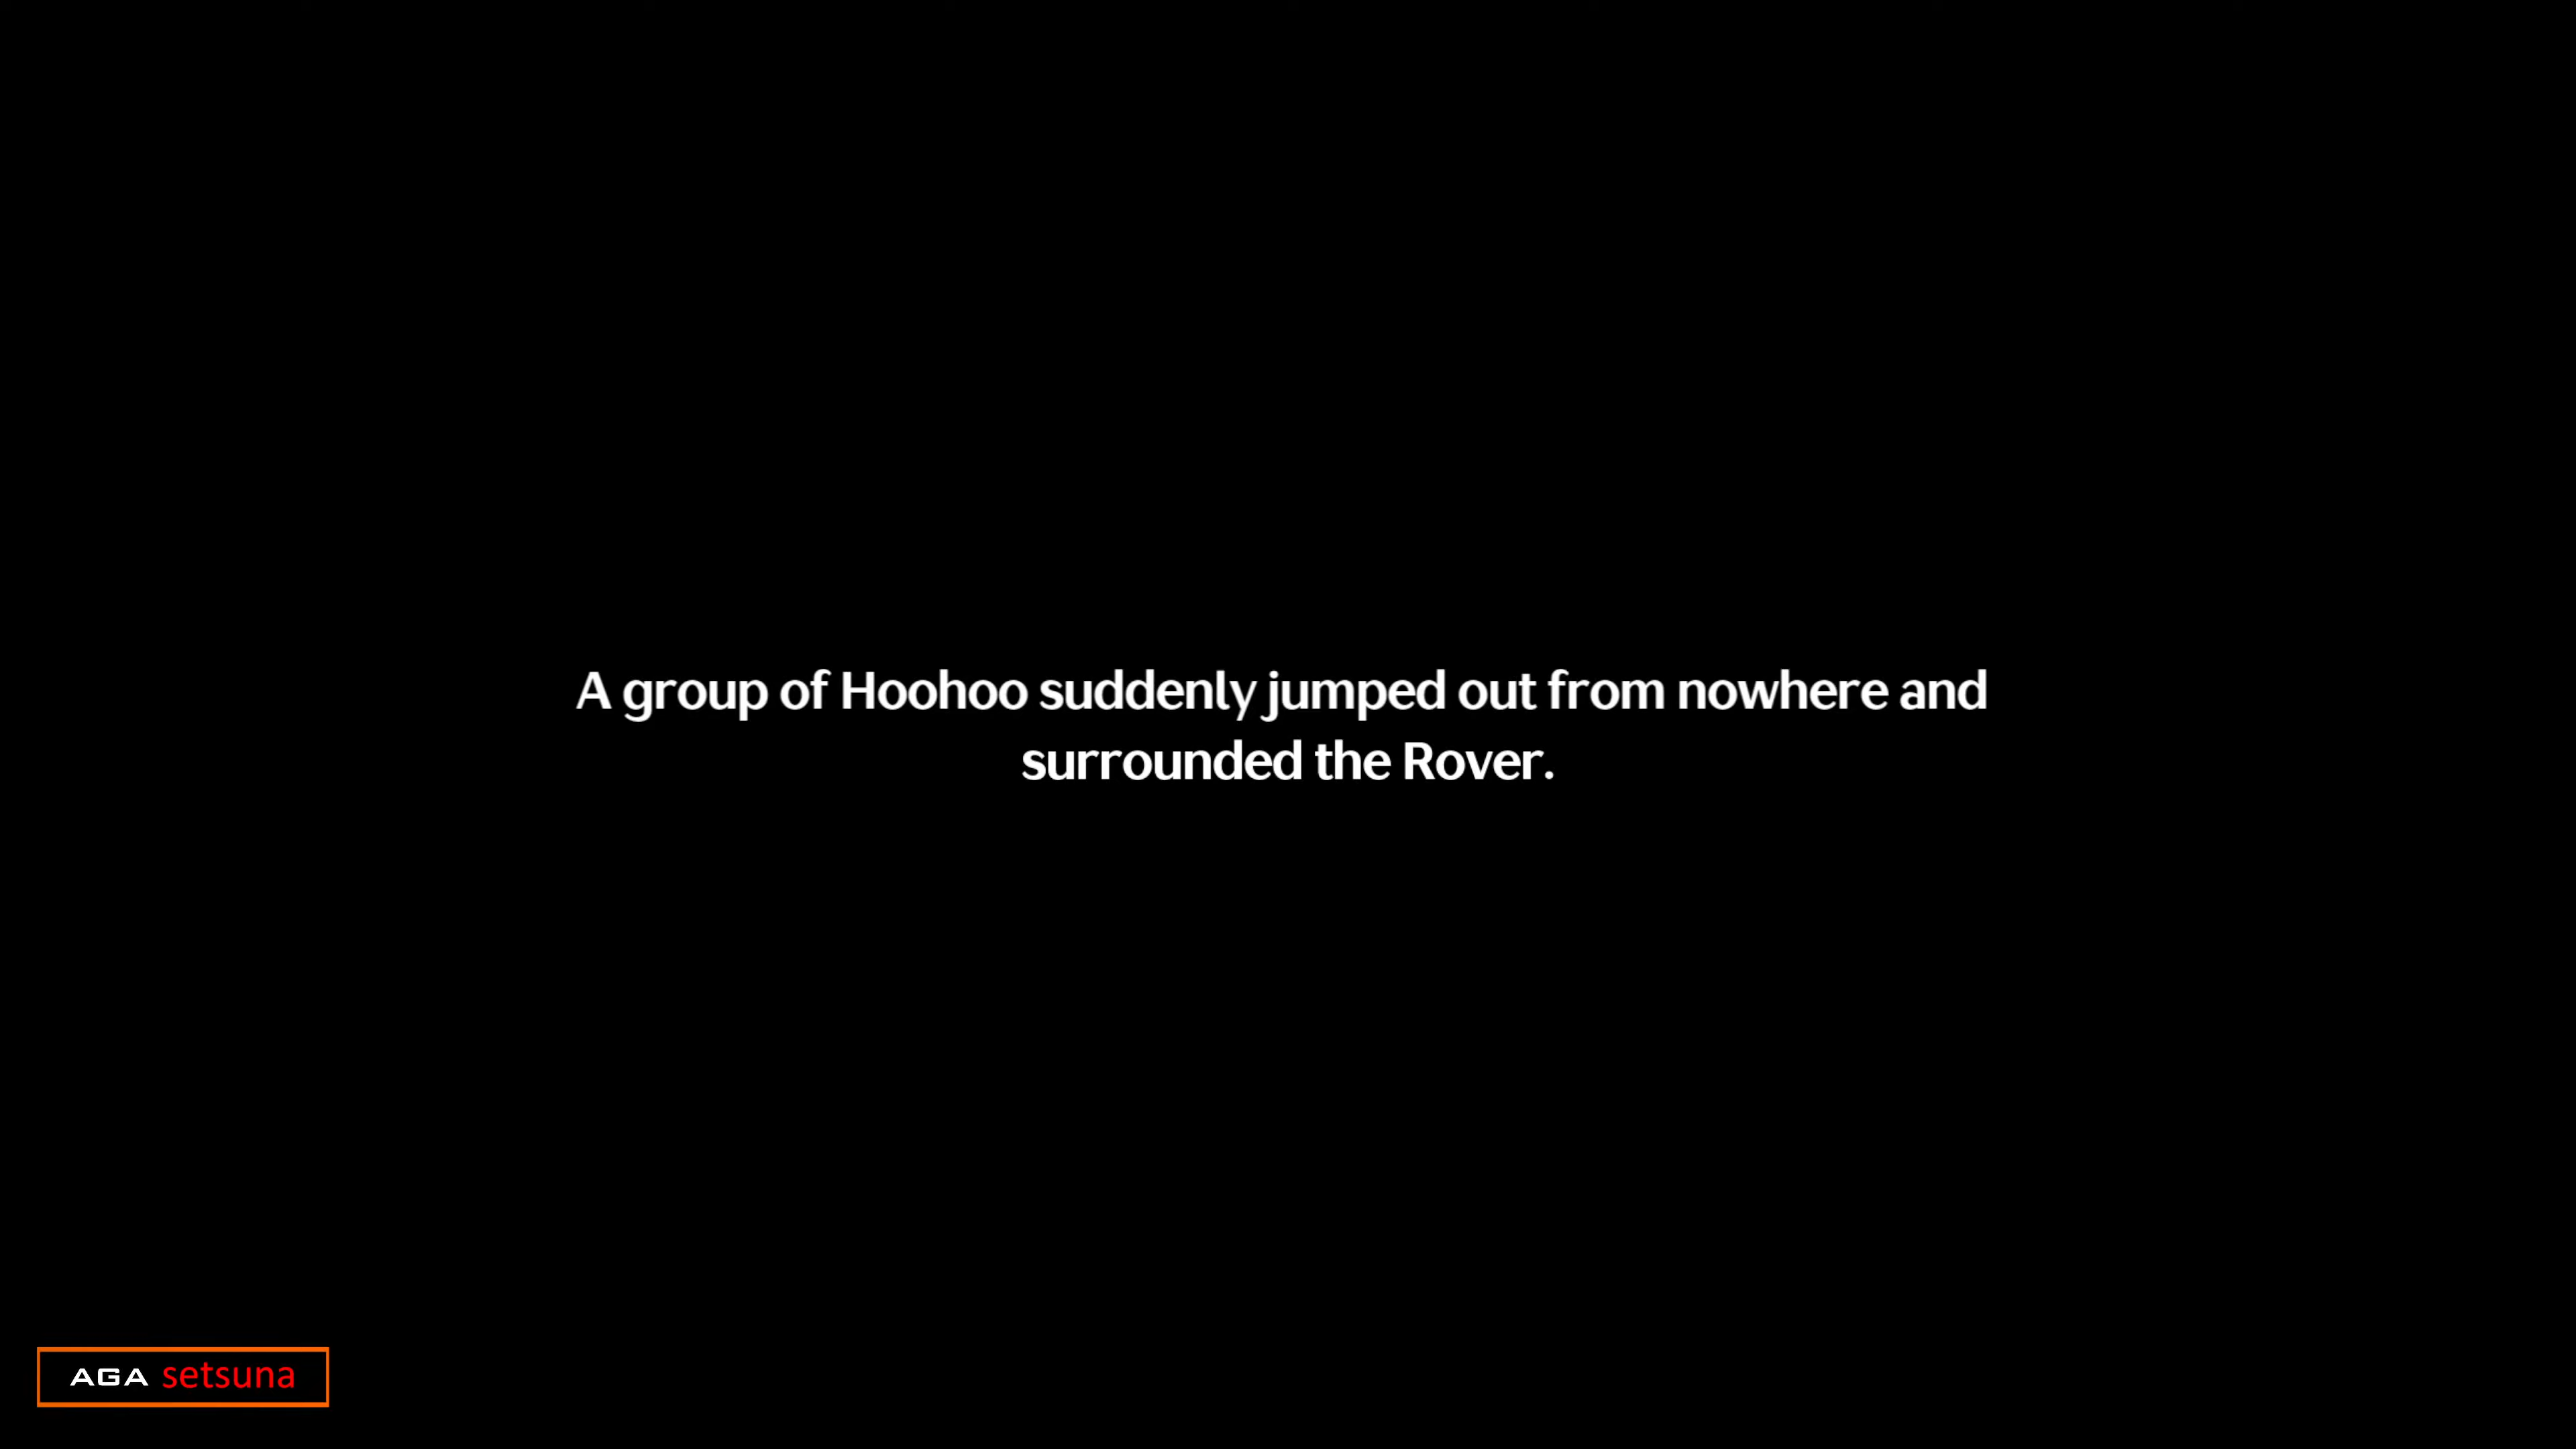 A group of Hoohoo suddenly jumped out from nowhere and
surrounded the Rover.
AGA setsuna